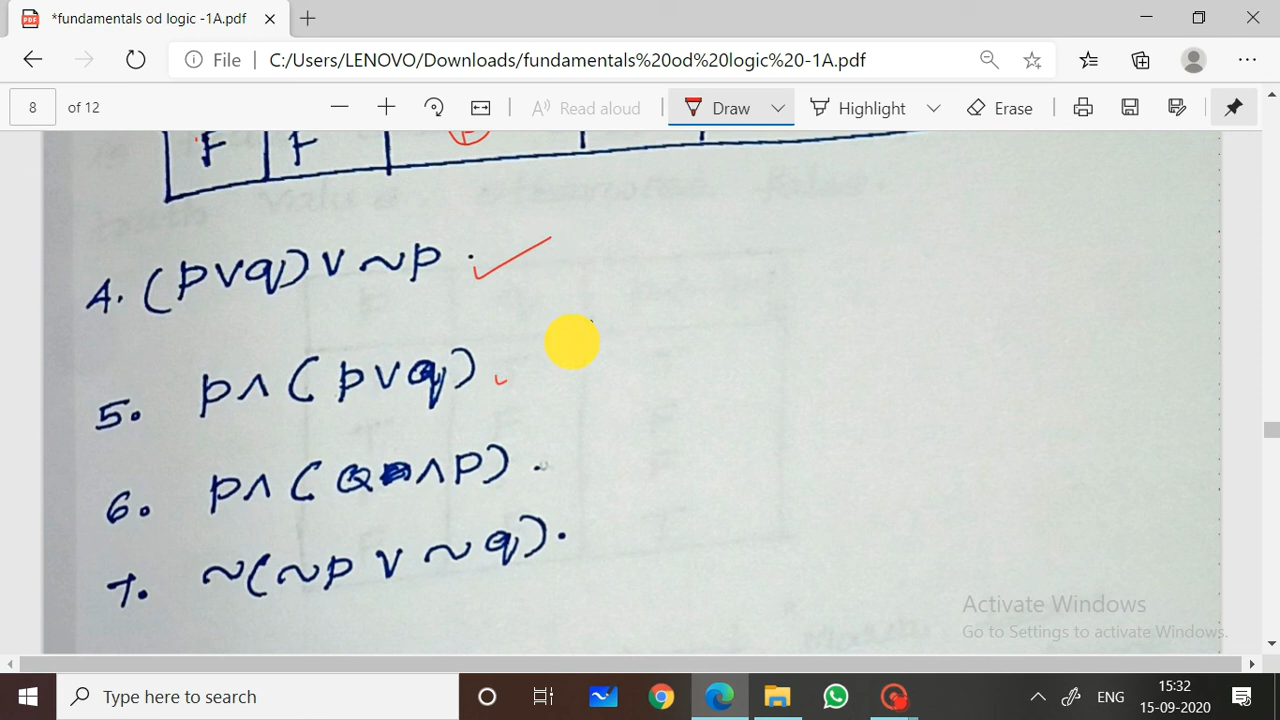 *fundamentals od logic -1A.pdf
File C:/Users/LENOVO/Downloads/fundamentals%20od%20logic%20-1A.pdf
8 of 12 Read aloud Draw Highlight Erase
F F F
4. (p∨q)∨ ~p.
5. p∧(p∨q)
6. p∧(Q∧P).
7. ~(~p ∨ ~q).
Activate Windows
Go to Settings to activate Windows.
Type here to search
ENG
15:32
15-09-2020